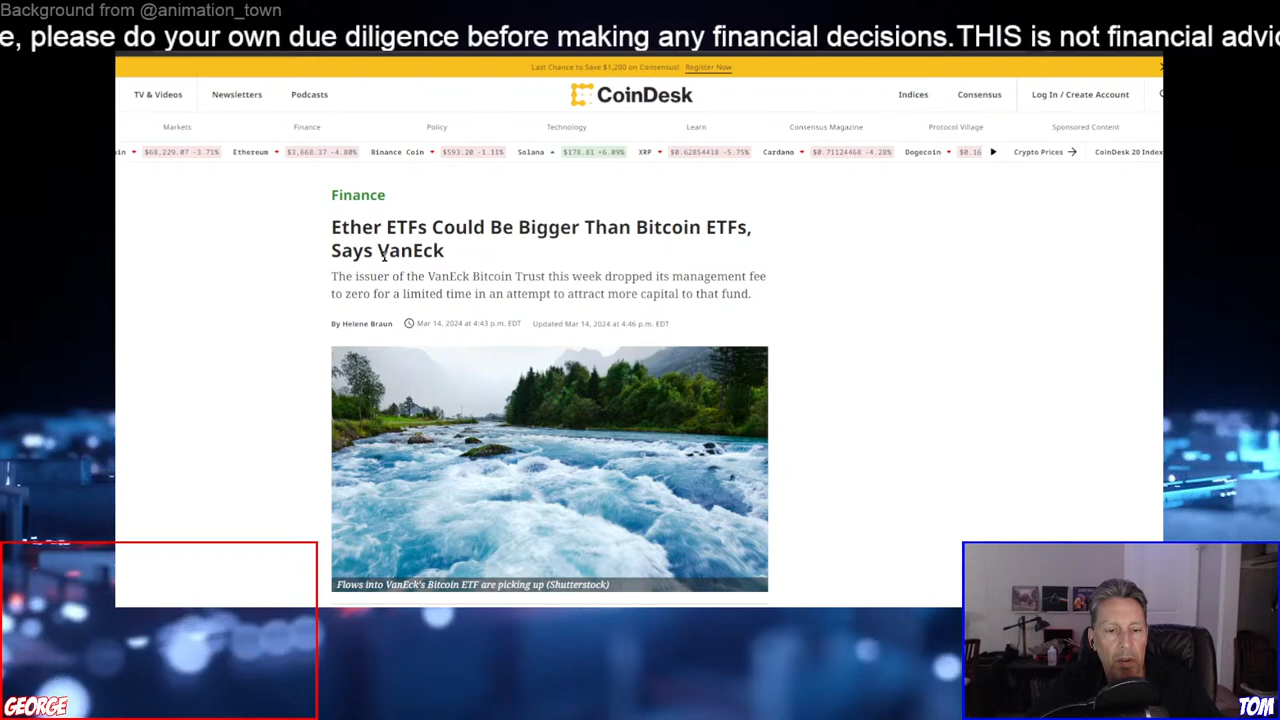 Background from @animation_town
e, please do your own due diligence before making any financial decisions.THIS is not financial advic
Last Chance to Save $1,200 on Consensus! Register Now
TV & Videos Newsletters Podcasts CoinDesk Indices Consensus Log In / Create Account
Markets Finance Policy Technology Learn Consensus Magazine Protocol Village Sponsored Content
in $68,229.07 -3.71% Ethereum $3,668.37 -4.80% Binance Coin $593.20 -1.11% Solana $178.81 +6.09% XRP $0.62854418 -5.75% Cardano $0.71124468 -4.28% Dogecoin $0.16 Crypto Prices → CoinDesk 20 Index
Finance
Ether ETFs Could Be Bigger Than Bitcoin ETFs,
Says VanEck
The issuer of the VanEck Bitcoin Trust this week dropped its management fee
to zero for a limited time in an attempt to attract more capital to that fund.
By Helene Braun Mar 14, 2024 at 4:43 p.m. EDT Updated Mar 14, 2024 at 4:46 p.m. EDT
Flows into VanEck's Bitcoin ETF are picking up (Shutterstock)
GEORGE
TOM